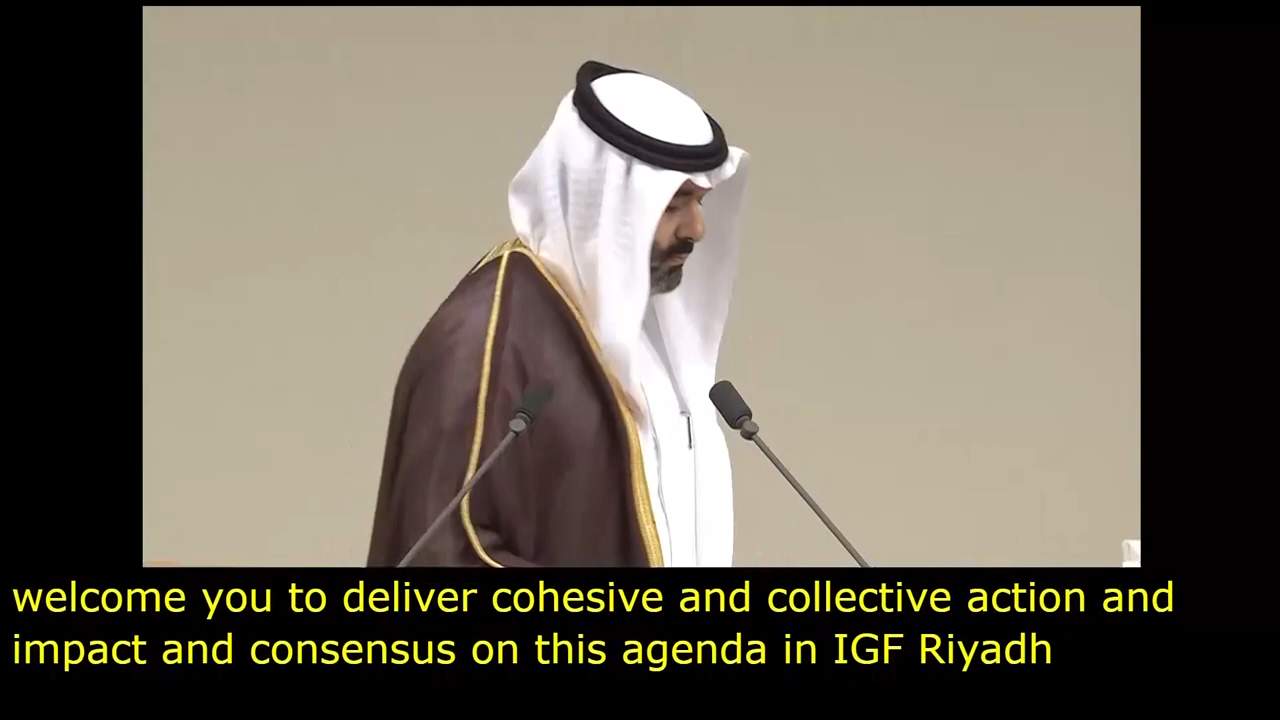 welcome you to deliver cohesive and collective action and
impact and consensus on this agenda in IGF Riyadh